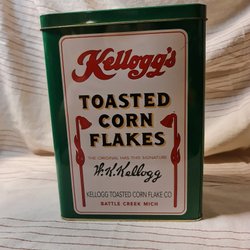 Kellogg's
TOASTED
CORN
FLAKES
THE ORIGINAL HAS THIS SIGNATURE
W.K.Kellogg
KELLOGG TOASTED CORN FLAKE CO.
BATTLE CREEK MICH